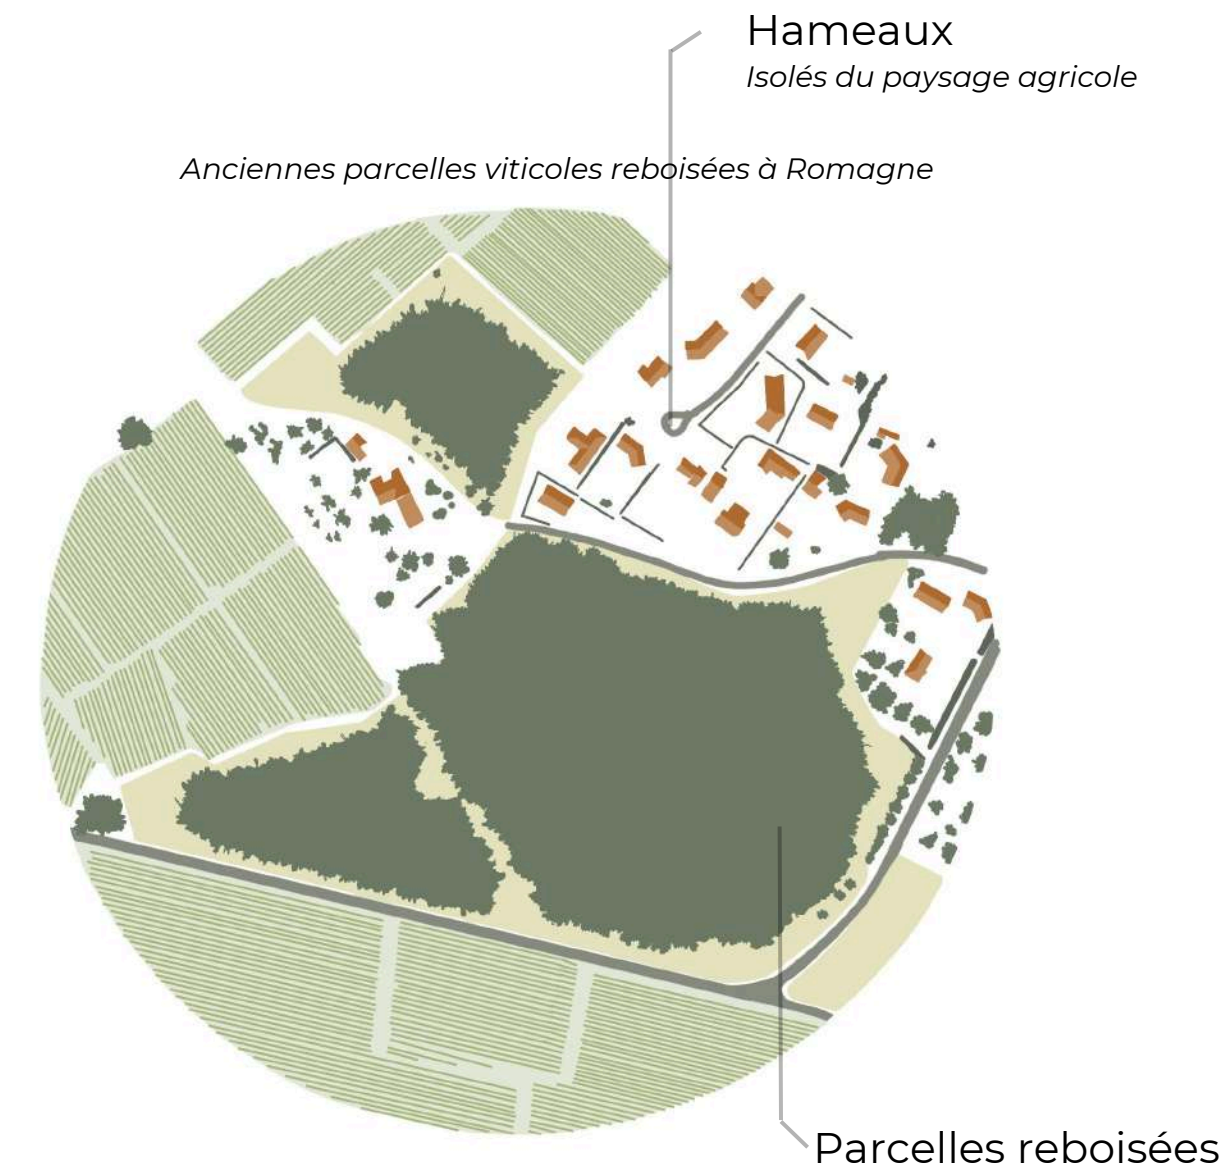 Hameaux
Isolés du paysage agricole
Anciennes parcelles viticoles reboisées à Romagne
Parcelles reboisées